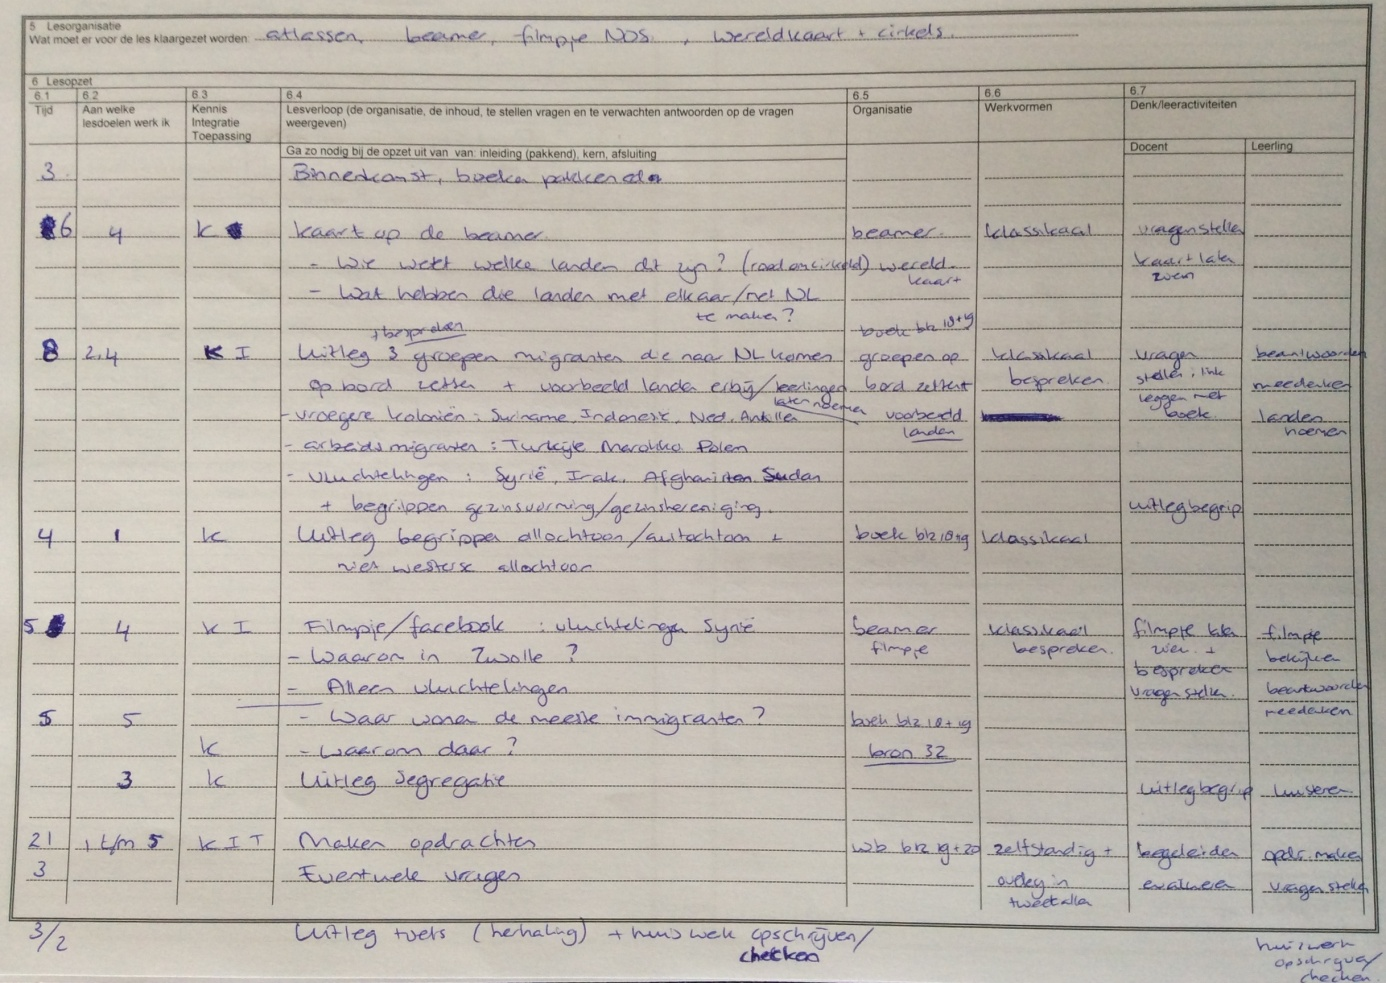 5 Lesorganisatie
Wat moet er voor de les klaargezet worden: atlassen, beamer, filmpje NOS, wereldkaart + cirkels.
6 Lesopzet
6.1 6.2 6.3 6.4 6.5 6.6 6.7
Tijd Aan welke lesdoelen werk ik Kennis Integratie Toepassing Lesverloop (de organisatie, de inhoud, te stellen vragen en te verwachten antwoorden op de vragen weergeven) Organisatie Werkvormen Denk/leeractiviteiten
Ga zo nodig bij de opzet uit van van: inleiding (pakkend), kern, afsluiting Docent Leerling
3 Binnenkomst, boeken pakken
6 4 K kaart op de beamer. beamer. klassikaal vragen stellen
- Wie weet welke landen dit zijn? (rood omcirkeld) wereld kaart kaart laten zien
- Wat hebben die landen met elkaar/met NL
te maken?
+ bespreken boek blz 18+19
8 2,4 K I Uitleg 3 groepen migranten die naar NL komen groepen op klassikaal vragen beantwoorden
op bord zetten + voorbeeld landen erbij/leerlingen laten noemen bord zetten + bespreken. stellen, link meedenken
- vroegere koloniën: Suriname, Indonesië, Ned. Antillen voorbeeld landen leggen met boek. landen noemen
- arbeidsmigranten: Turkije Marokko Polen
- vluchtelingen: Syrië, Irak, Afghanistan, Sudan
+ begrippen gezinsvorming/gezinshereniging. uitleg begrip
4 1 K Uitleg begrippen allochtoon/autochtoon + boek blz 18+19 klassikaal
niet westerse allochtoon
5 4 K I Filmpje/facebook: vluchtelingen Syrië beamer klassikaal filmpje laten filmpje
- Waarom in Zwolle? filmpje bespreken. zien + bekijken
- Alleen vluchtelingen bespreken vragen stellen. beantwoorden
5 5 - Waar wonen de meeste immigranten? boek blz 18+19 meedenken
K - Waarom daar? bron 32
3 K Uitleg segregatie uitleg begrip luisteren
21 1 t/m 5 K I T Maken opdrachten wb blz 19+20 zelfstandig + begeleiden opdr. maken
3 Eventuele vragen overleg in tweetallen evalueren vragen stellen
3/2 Uitleg toets (herhaling) + huiswerk opschrijven/
checken
huiswerk
opschrijven/
checken.